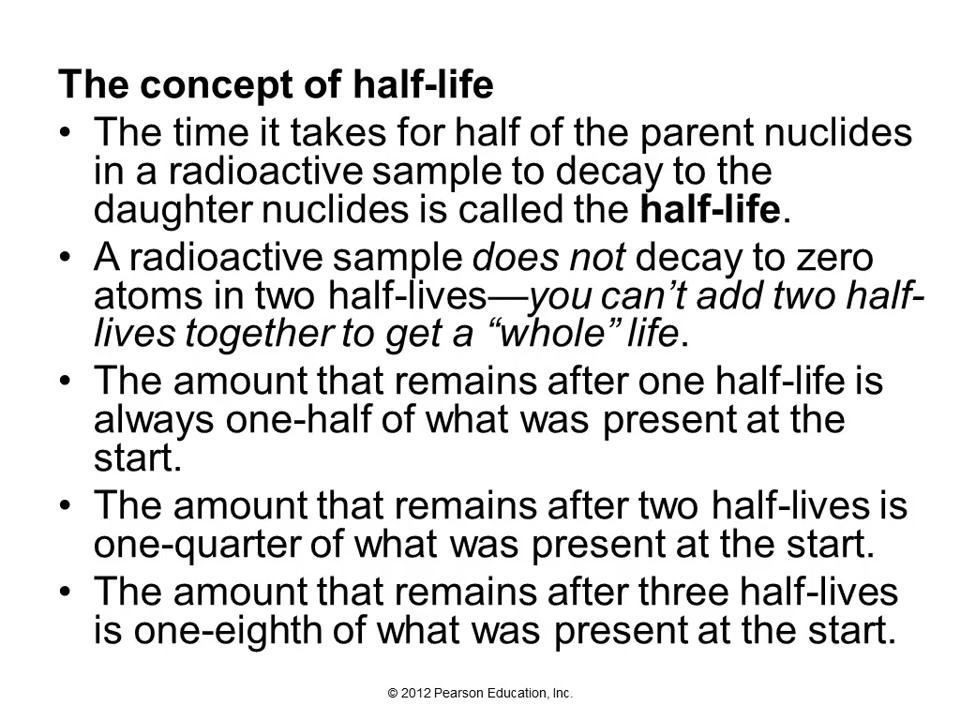 The concept of half-life
• The time it takes for half of the parent nuclides
in a radioactive sample to decay to the
daughter nuclides is called the half-life.
• A radioactive sample does not decay to zero
atoms in two half-lives—you can’t add two half-
lives together to get a “whole” life.
• The amount that remains after one half-life is
always one-half of what was present at the
start.
• The amount that remains after two half-lives is
one-quarter of what was present at the start.
• The amount that remains after three half-lives
is one-eighth of what was present at the start.
© 2012 Pearson Education, Inc.